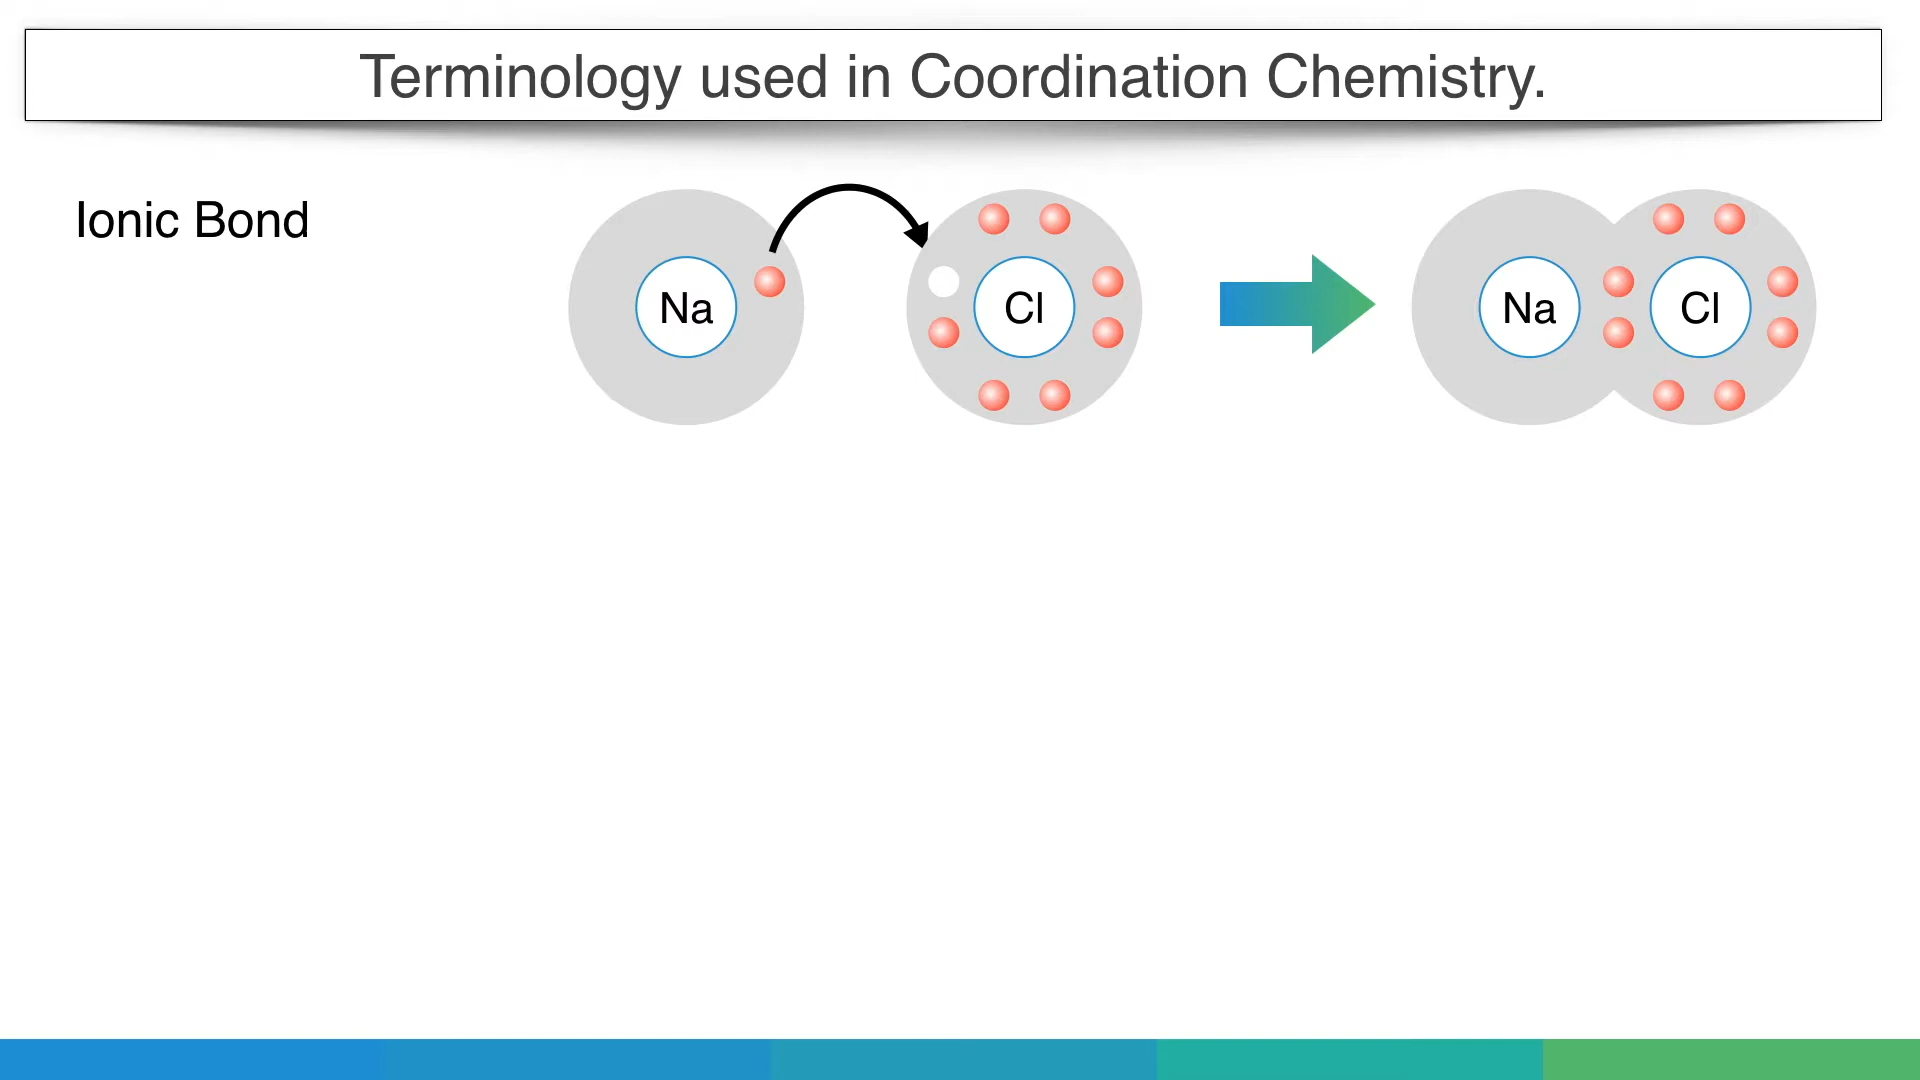 Terminology used in Coordination Chemistry.
Ionic Bond
Na
Cl
Na
Cl